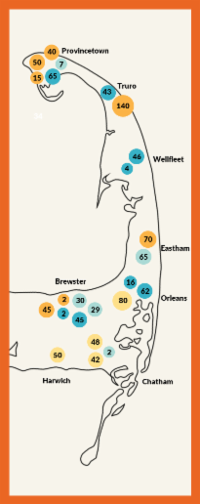 40 Provincetown
50 7
15 65
43 Truro
140
46 Wellfleet
4
70
Eastham
65
Brewster 16
62 Orleans
2 30 80
45 2 29
45
48
50 2
42
Harwich Chatham